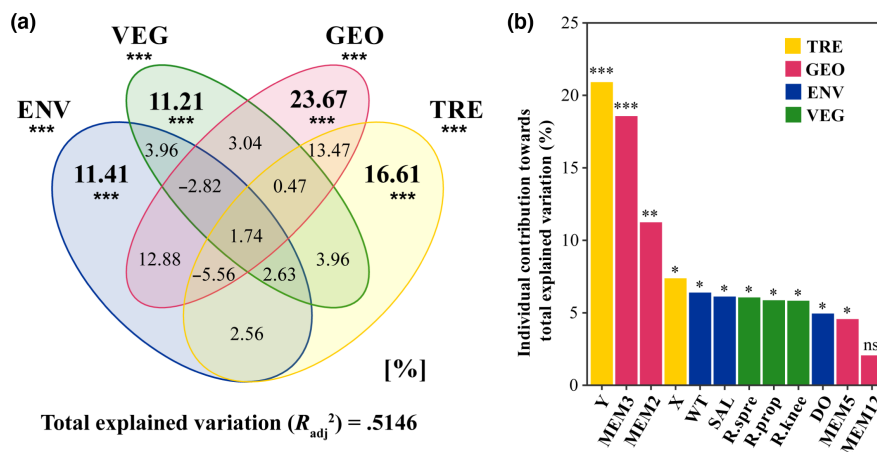 (a)
VEG
***
GEO
***
ENV
***
TRE
***
11.21
***
23.67
***
3.96
3.04
13.47
11.41
***
−2.82
0.47
16.61
***
1.74
12.88
−5.56
2.63
3.96
2.56
[%]
Total explained variation (Radj²) = .5146
(b)
Individual contribution towards
total explained variation (%)
25
20
15
10
5
0
TRE
GEO
ENV
VEG
***
***
**
*
*
*
*
*
*
*
*
ns
Y
MEM3
MEM2
X
WT
SAL
R.spre
R.prop
R.knee
DO
MEM5
MEM12